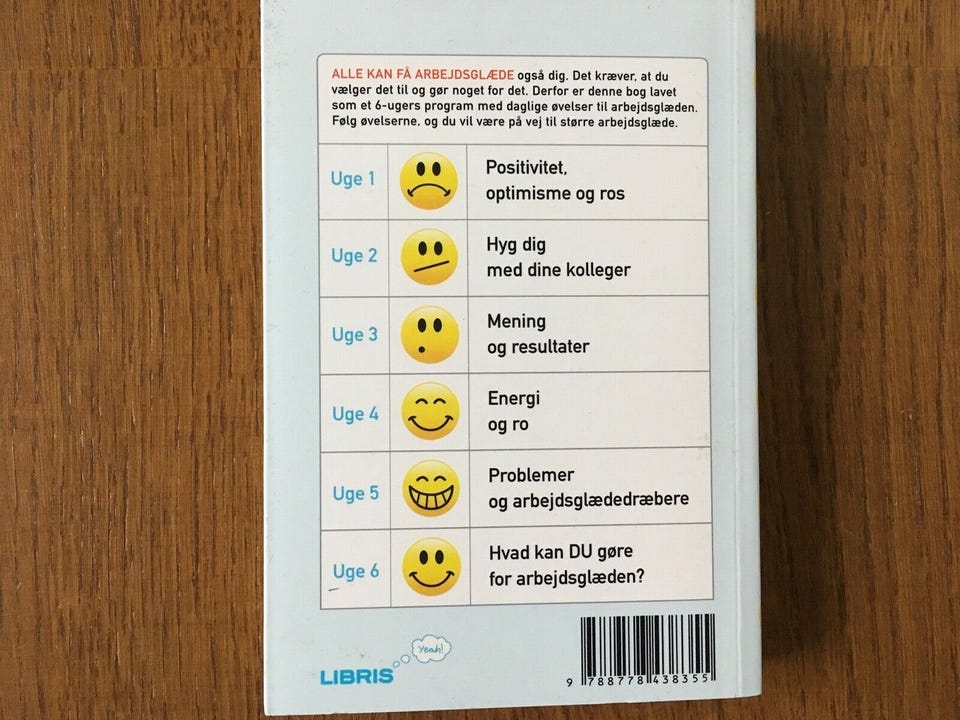 ALLE KAN FÅ ARBEJDSGLÆDE også dig. Det kræver, at du
vælger det til og gør noget for det. Derfor er denne bog lavet
som et 6-ugers program med daglige øvelser til arbejdsglæden.
Følg øvelserne, og du vil være på vej til større arbejdsglæde.
Uge 1
Positivitet,
optimisme og ros
Uge 2
Hyg dig
med dine kolleger
Uge 3
Mening
og resultater
Uge 4
Energi
og ro
Uge 5
Problemer
og arbejdsglædedræbere
Uge 6
Hvad kan DU gøre
for arbejdsglæden?
Yeah!
LIBRIS
9 788778 438355